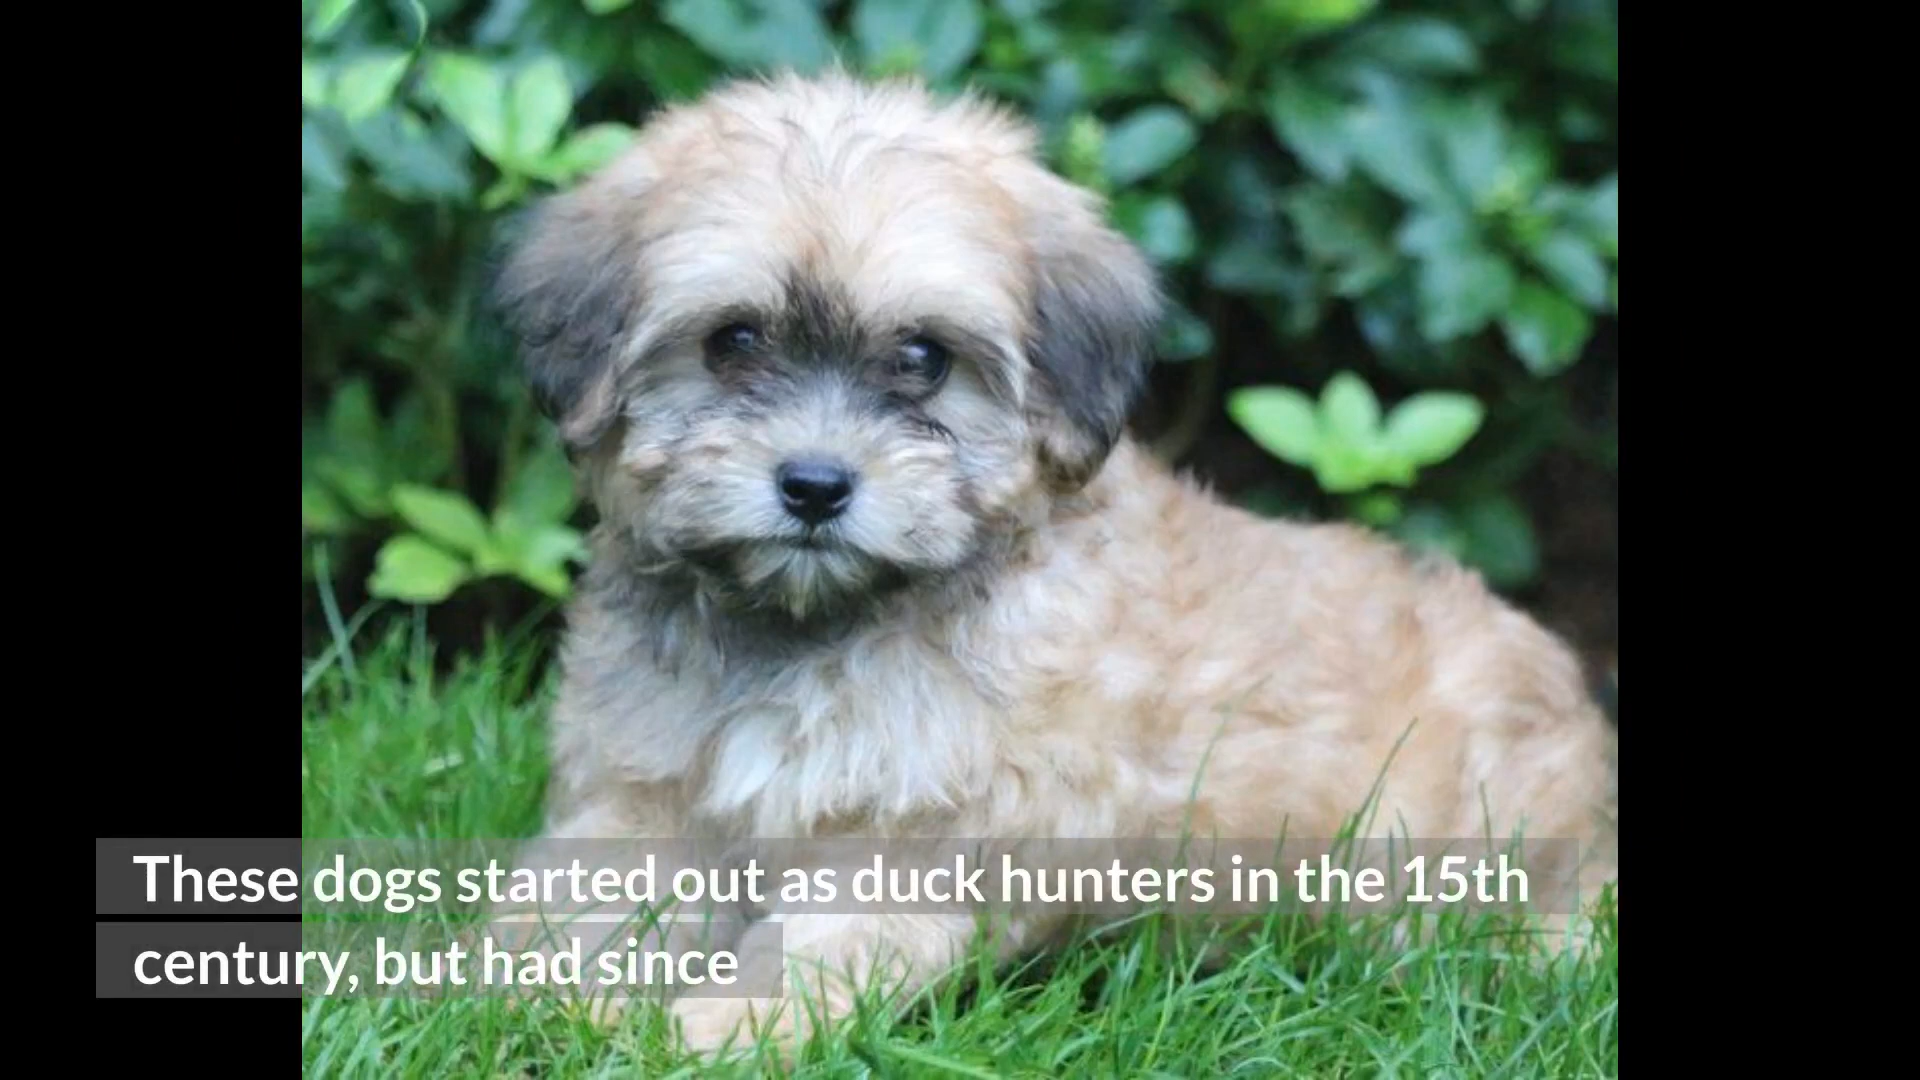 These dogs started out as duck hunters in the 15th
century, but had since